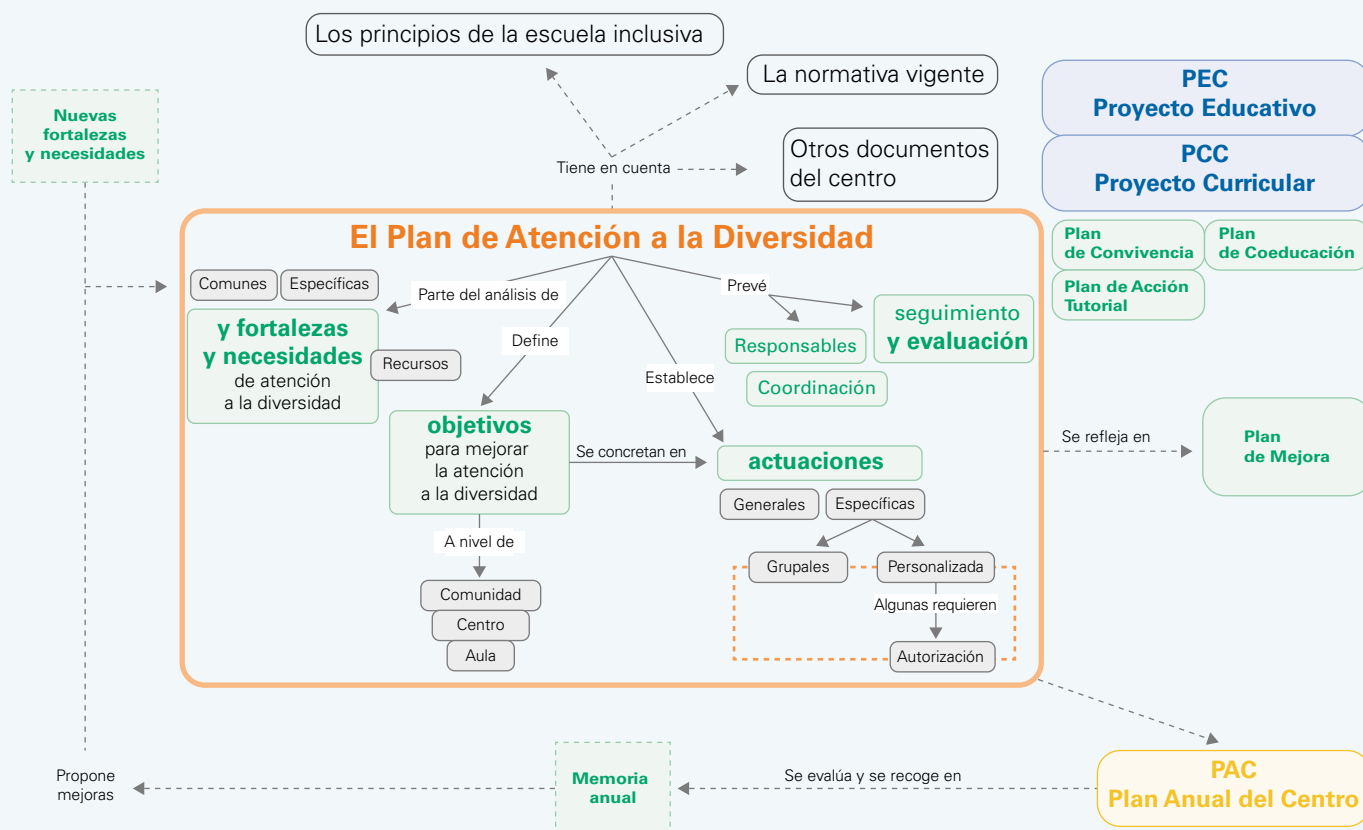 Los principios de la escuela inclusiva
La normativa vigente
Tiene en cuenta
Otros documentos
del centro
PEC
Proyecto Educativo
PCC
Proyecto Curricular
Plan
de Convivencia
Plan
de Coeducación
Plan de Acción
Tutorial
Nuevas
fortalezas
y necesidades
El Plan de Atención a la Diversidad
Comunes
Específicas
Parte del análisis de
y fortalezas
y necesidades
de atención
a la diversidad
Recursos
Define
Prevé
Responsables
seguimiento
y evaluación
Coordinación
Establece
objetivos
para mejorar
la atención
a la diversidad
Se concretan en
actuaciones
Generales
Específicas
Grupales
Personalizada
Algunas requieren
Autorización
A nivel de
Comunidad
Centro
Aula
Se refleja en
Plan
de Mejora
PAC
Plan Anual del Centro
Se evalúa y se recoge en
Memoria
anual
Propone
mejoras